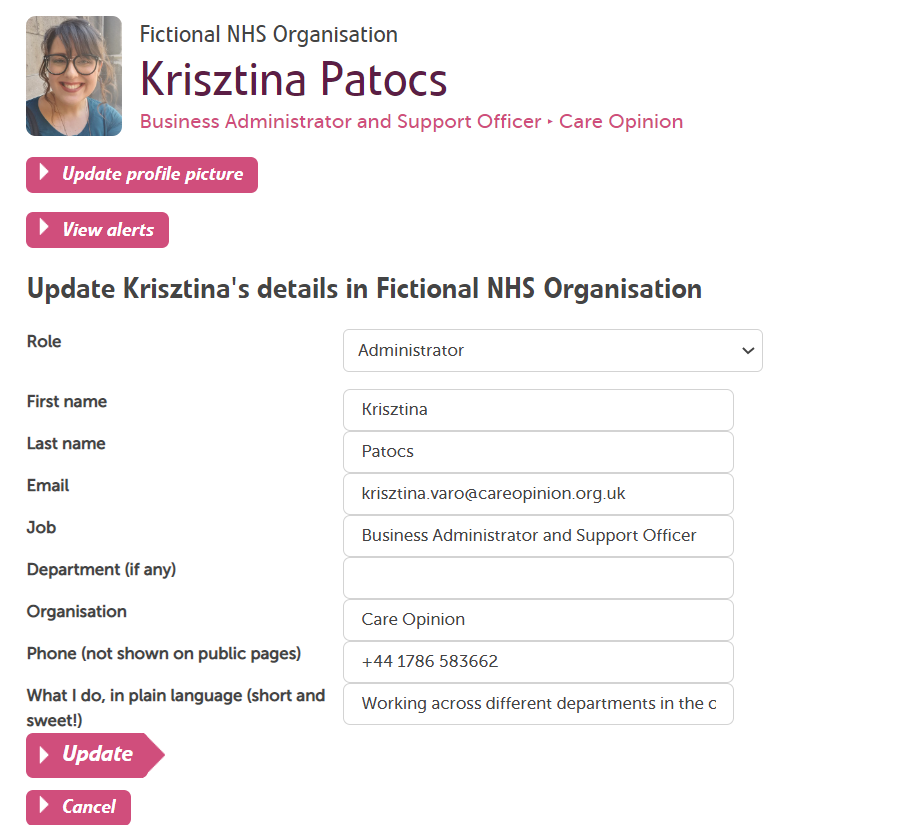 Fictional NHS Organisation
Krisztina Patocs
Business Administrator and Support Officer ‣ Care Opinion
Update profile picture
View alerts
Update Krisztina's details in Fictional NHS Organisation
Role
Administrator
First name
Krisztina
Last name
Patocs
Email
krisztina.varo@careopinion.org.uk
Job
Business Administrator and Support Officer
Department (if any)
Organisation
Care Opinion
Phone (not shown on public pages)
+44 1786 583662
What I do, in plain language (short and
sweet!)
Working across different departments in the c
Update
Cancel